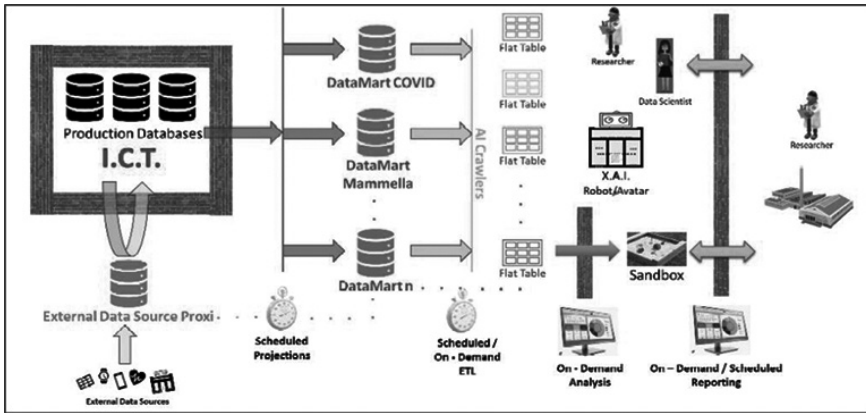 Production Databases
I.C.T.
External Data Source Proxi
External Data Sources
DataMart COVID
DataMart
Mammella
DataMart n
Scheduled
Projections
AI Crawlers
Scheduled /
On - Demand
ETL
Flat Table
Flat Table
Flat Table
Flat Table
Researcher
Data Scientist
X.A.I.
Robot/Avatar
Sandbox
Researcher
On - Demand
Analysis
On – Demand / Scheduled
Reporting